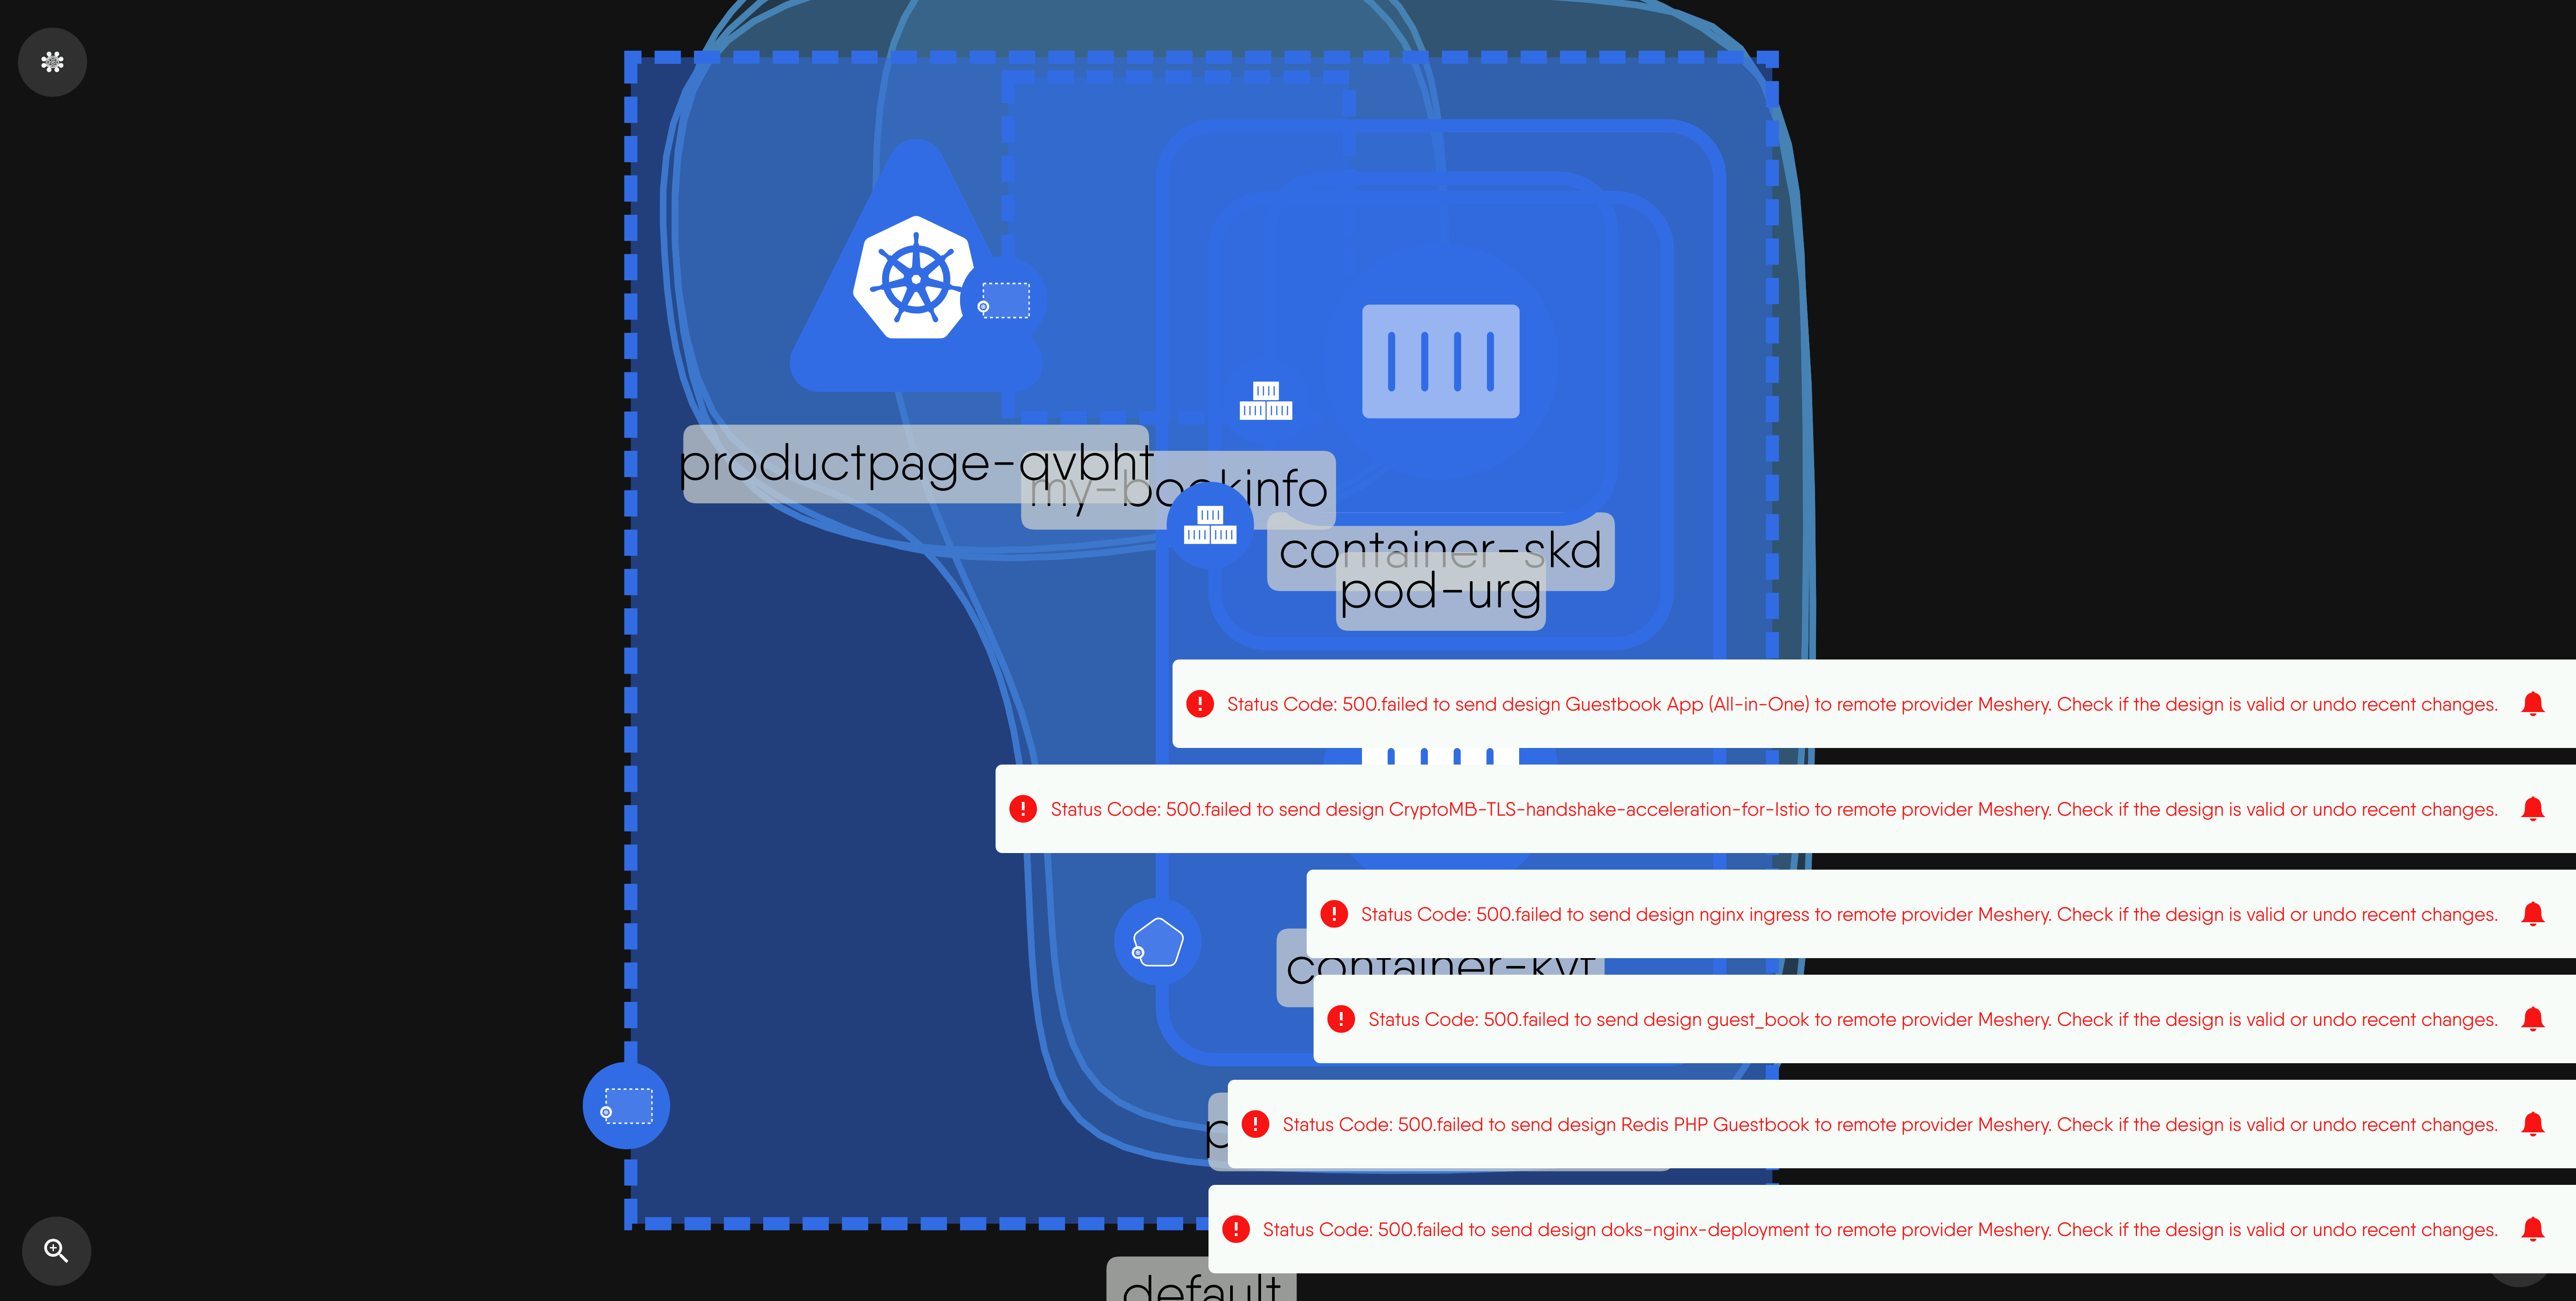 productpage-qvbht
my-bookinfo
container-skd
pod-urg
Status Code: 500.failed to send design Guestbook App (All-in-One) to remote provider Meshery. Check if the design is valid or undo recent changes.
Status Code: 500.failed to send design CryptoMB-TLS-handshake-acceleration-for-Istio to remote provider Meshery. Check if the design is valid or undo recent changes.
Status Code: 500.failed to send design nginx ingress to remote provider Meshery. Check if the design is valid or undo recent changes.
Status Code: 500.failed to send design guest_book to remote provider Meshery. Check if the design is valid or undo recent changes.
Status Code: 500.failed to send design Redis PHP Guestbook to remote provider Meshery. Check if the design is valid or undo recent changes.
Status Code: 500.failed to send design doks-nginx-deployment to remote provider Meshery. Check if the design is valid or undo recent changes.
default